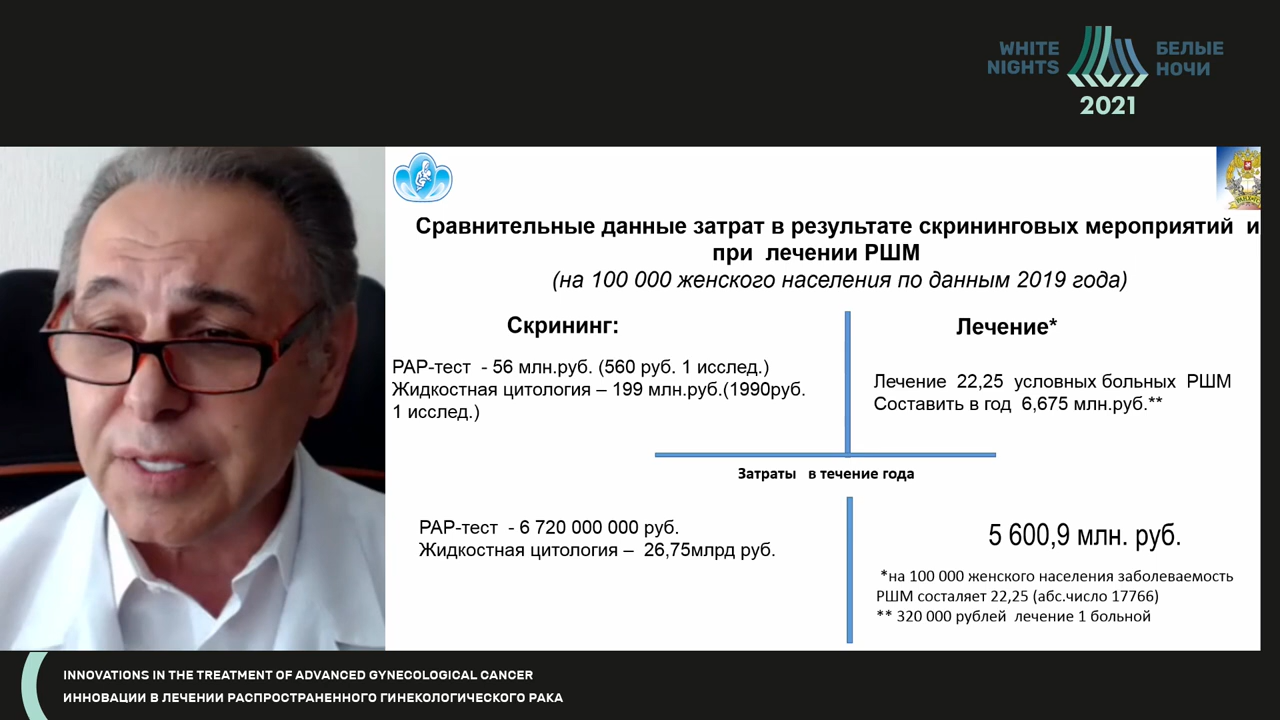 WHITE
NIGHTS
БЕЛЫЕ
НОЧИ
2021
Сравнительные данные затрат в результате скрининговых мероприятий и
при лечении РШМ
(на 100 000 женского населения по данным 2019 года)
Скрининг:
PAP-тест - 56 млн.руб. (560 руб. 1 исслед.)
Жидкостная цитология – 199 млн.руб.(1990руб.
1 исслед.)
Лечение*
Лечение 22,25 условных больных РШМ
Составить в год 6,675 млн.руб.**
Затраты в течение года
PAP-тест - 6 720 000 000 руб.
Жидкостная цитология – 26,75млрд руб.
5 600,9 млн. руб.
*на 100 000 женского населения заболеваемость
РШМ состаляет 22,25 (абс.число 17766)
** 320 000 рублей лечение 1 больной
INNOVATIONS IN THE TREATMENT OF ADVANCED GYNECOLOGICAL CANCER
ИННОВАЦИИ В ЛЕЧЕНИИ РАСПРОСТРАНЕННОГО ГИНЕКОЛОГИЧЕСКОГО РАКА